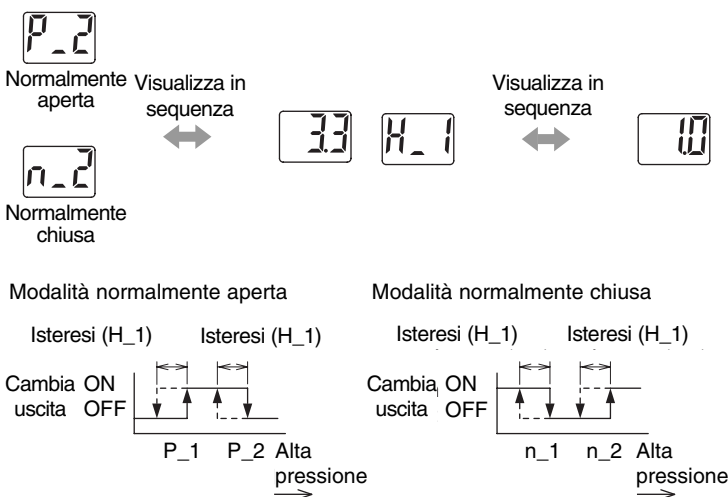 P_2
Normalmente aperta
Visualizza in sequenza
Visualizza in sequenza
3.3
H_1
1.0
n_2
Normalmente chiusa
Modalità normalmente aperta
Modalità normalmente chiusa
Isteresi (H_1)
Isteresi (H_1)
Isteresi (H_1)
Isteresi (H_1)
Cambia ON
uscita OFF
Cambia ON
uscita OFF
P_1
P_2
Alta
pressione
n_1
n_2
Alta
pressione